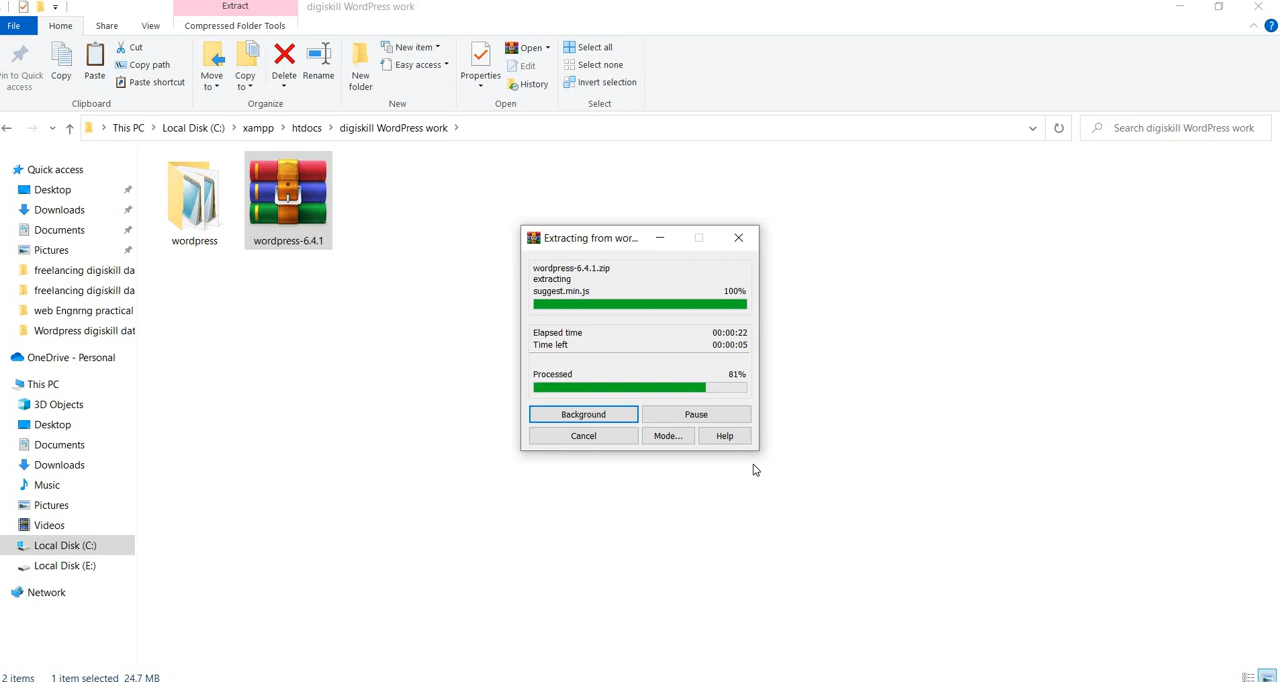 Extract digiskill WordPress work
File Home Share View Compressed Folder Tools
in to Quick access
Copy
Paste
Cut
Copy path
Paste shortcut
Clipboard
Move to
Copy to
Delete
Rename
Organize
New folder
New item
Easy access
New
Properties
Open
Edit
History
Open
Select all
Select none
Invert selection
Select
This PC > Local Disk (C:) > xampp > htdocs > digiskill WordPress work >
Search digiskill WordPress work
Quick access
Desktop
Downloads
Documents
Pictures
freelancing digiskill da
freelancing digiskill da
web Engnrng practical
Wordpress digiskill dat
OneDrive - Personal
This PC
3D Objects
Desktop
Documents
Downloads
Music
Pictures
Videos
Local Disk (C:)
Local Disk (E:)
Network
wordpress
wordpress-6.4.1
Extracting from wor...
wordpress-6.4.1.zip
extracting
suggest.min.js 100%
Elapsed time 00:00:22
Time left 00:00:05
Processed 81%
Background Pause
Cancel Mode... Help
2 items 1 item selected 24.7 MB